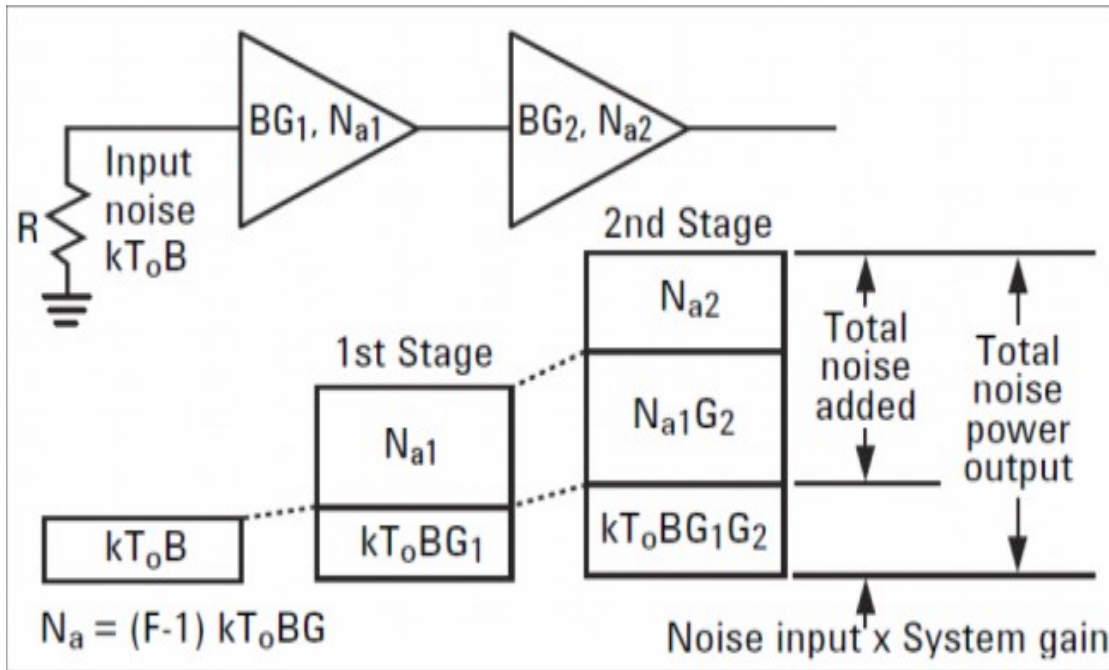 BG₁, Nₐ₁
BG₂, Nₐ₂
Input
noise
kTₒB
R
2nd Stage
Nₐ₂
1st Stage
Total
noise
added
Total
noise
power
output
Nₐ₁
Nₐ₁G₂
kTₒB
kTₒBG₁
kTₒBG₁G₂
Nₐ = (F-1) kTₒBG
Noise input x System gain